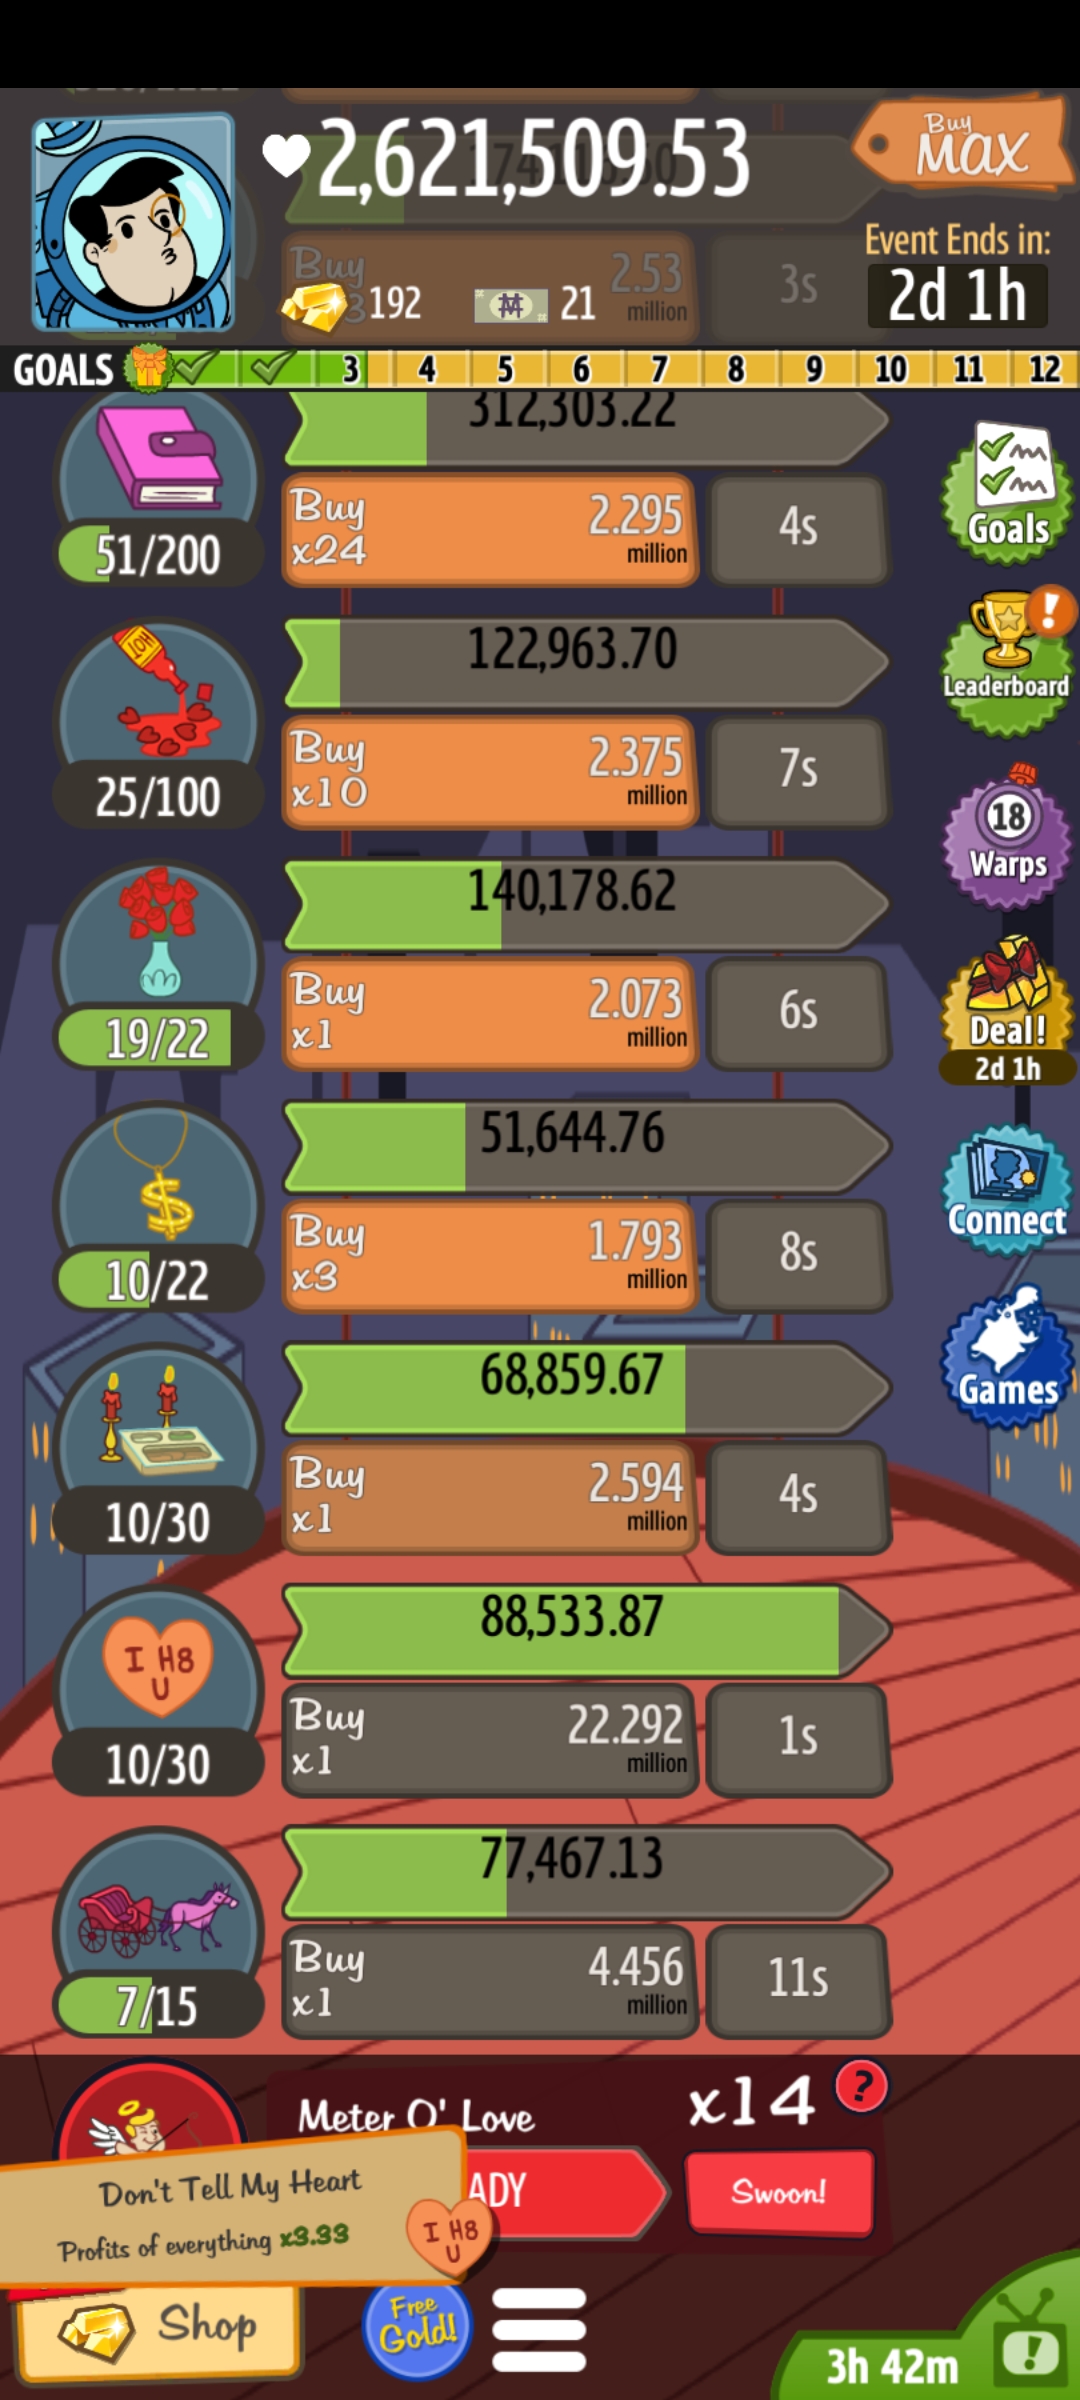 2,621,509.53
Buy
MAX
Event Ends in:
2d 1h
Buy
2.53
million
3s
192
21
GOALS
3 4 5 6 7 8 9 10 11 12
312,303.22
51/200
Buy
x24
2.295
million
4s
Goals
122,963.70
25/100
Buy
x10
2.375
million
7s
Leaderboard
140,178.62
19/22
Buy
x1
2.073
million
6s
18
Warps
Deal!
2d 1h
51,644.76
10/22
Buy
x3
1.793
million
8s
Connect
68,859.67
10/30
Buy
x1
2.594
million
4s
Games
I H8
U
88,533.87
10/30
Buy
x1
22.292
million
1s
77,467.13
7/15
Buy
x1
4.456
million
11s
Meter O' Love
x14
?
Swoon!
Don't Tell My Heart
Profits of everything x3.33
I H8
U
Shop
Free
Gold!
3h 42m